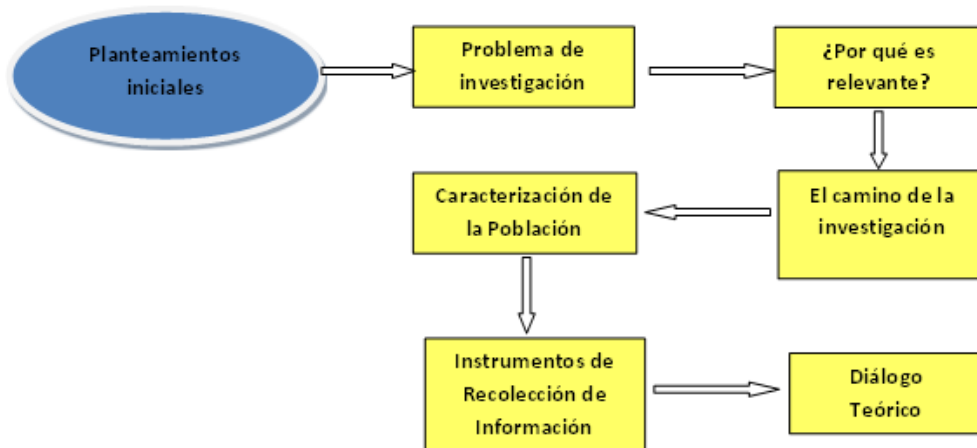 Planteamientos
iniciales
Problema de
investigación
¿Por qué es
relevante?
El camino de la
investigación
Caracterización de
la Población
Instrumentos de
Recolección de
Información
Diálogo
Teórico